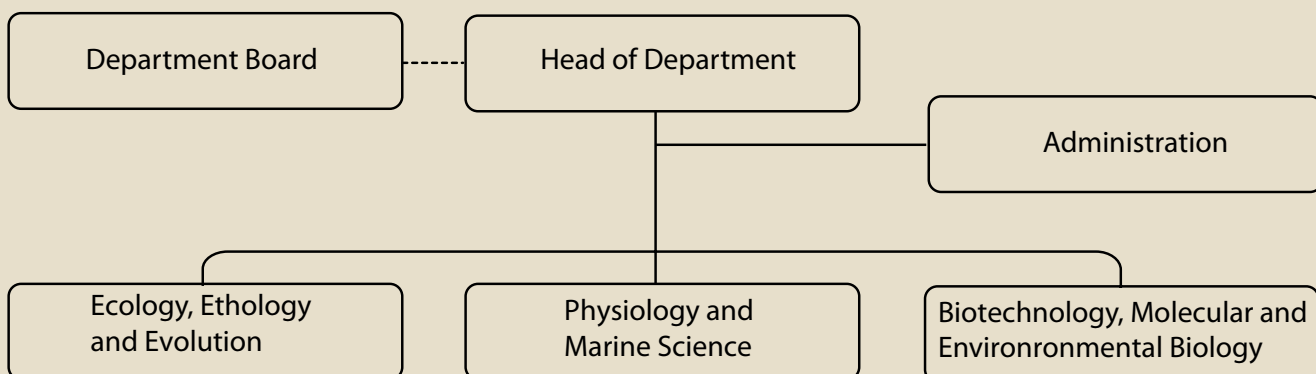 Department Board
Head of Department
Administration
Ecology, Ethology
and Evolution
Physiology and
Marine Science
Biotechnology, Molecular and
Environronmental Biology